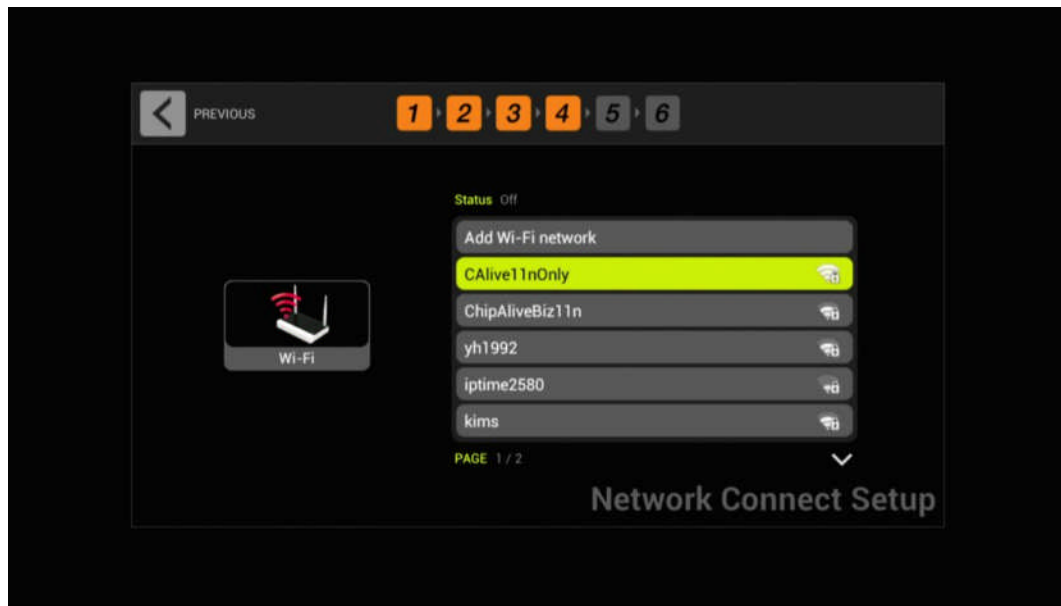 PREVIOUS
1 2 3 4 5 6
Status Off
Add Wi-Fi network
CAlive11nOnly
ChipAliveBiz11n
yh1992
iptime2580
kims
Wi-Fi
PAGE 1 / 2
Network Connect Setup